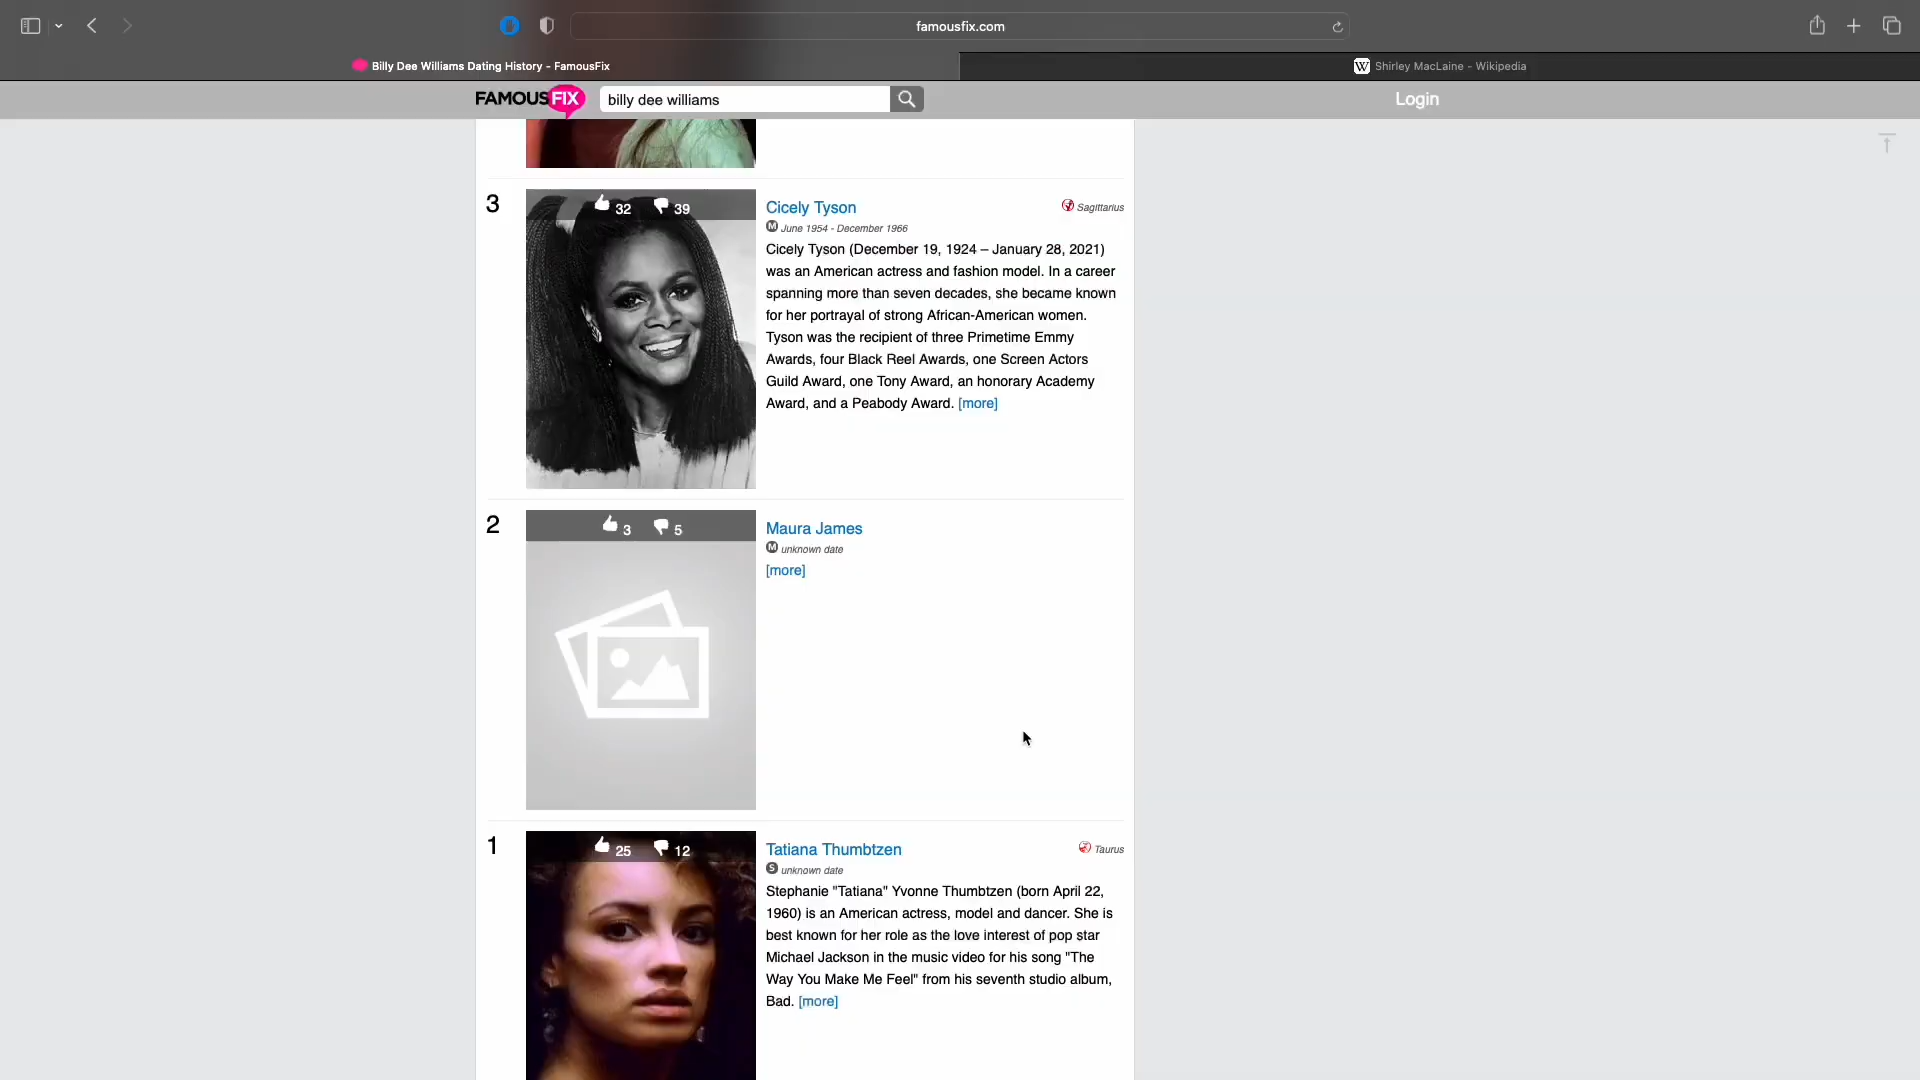 famousfix.com
Billy Dee Williams Dating History - FamousFix
W Shirley MacLaine - Wikipedia
FAMOUSFIX
billy dee williams
Login
3
32 39
Cicely Tyson
Sagittarius
M June 1954 - December 1966
Cicely Tyson (December 19, 1924 – January 28, 2021)
was an American actress and fashion model. In a career
spanning more than seven decades, she became known
for her portrayal of strong African-American women.
Tyson was the recipient of three Primetime Emmy
Awards, four Black Reel Awards, one Screen Actors
Guild Award, one Tony Award, an honorary Academy
Award, and a Peabody Award. [more]
2
3 5
Maura James
M unknown date
[more]
1
25 12
Tatiana Thumbtzen
Taurus
S unknown date
Stephanie "Tatiana" Yvonne Thumbtzen (born April 22,
1960) is an American actress, model and dancer. She is
best known for her role as the love interest of pop star
Michael Jackson in the music video for his song "The
Way You Make Me Feel" from his seventh studio album,
Bad. [more]